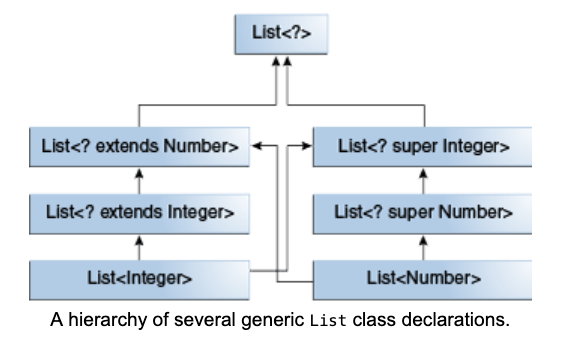 List<?>
List<? extends Number>
List<? super Integer>
List<? extends Integer>
List<? super Number>
List<Integer>
List<Number>
A hierarchy of several generic List class declarations.